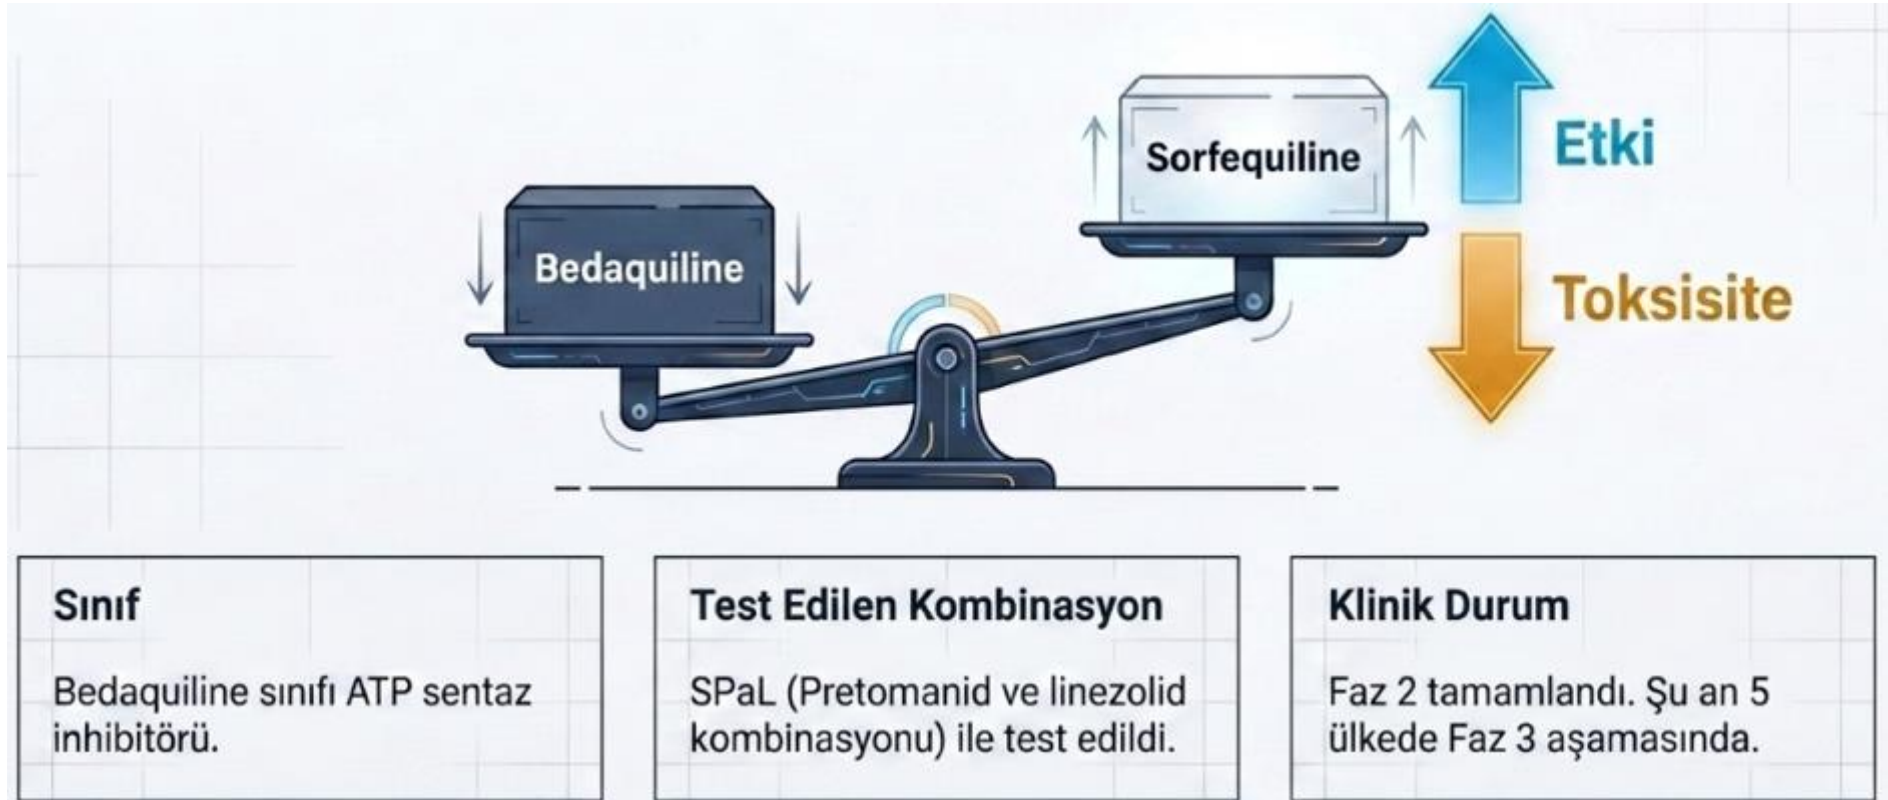 Bedaquiline
Sorfequiline
Etki
Toksisite
Sınıf
Bedaquiline sınıfı ATP sentaz
inhibitörü.
Test Edilen Kombinasyon
SPaL (Pretomanid ve linezolid
kombinasyonu) ile test edildi.
Klinik Durum
Faz 2 tamamlandı. Şu an 5
ülkede Faz 3 aşamasında.